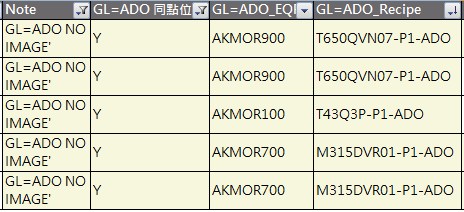 Note GL=ADO 同點位 GL=ADO_EQ GL=ADO_Recipe
GL=ADO NO IMAGE' Y AKMOR900 T650QVN07-P1-ADO
GL=ADO NO IMAGE' Y AKMOR900 T650QVN07-P1-ADO
GL=ADO NO IMAGE' Y AKMOR100 T43Q3P-P1-ADO
GL=ADO NO IMAGE' Y AKMOR700 M315DVR01-P1-ADO
GL=ADO NO IMAGE' Y AKMOR700 M315DVR01-P1-ADO